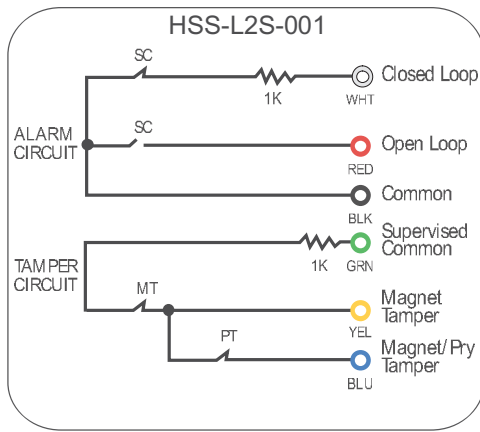 HSS-L2S-001
SC
1K
Closed Loop
WHT
ALARM
CIRCUIT
SC
Open Loop
RED
Common
BLK
Supervised
Common
1K
GRN
TAMPER
CIRCUIT
MT
Magnet
Tamper
YEL
PT
Magnet/Pry
Tamper
BLU